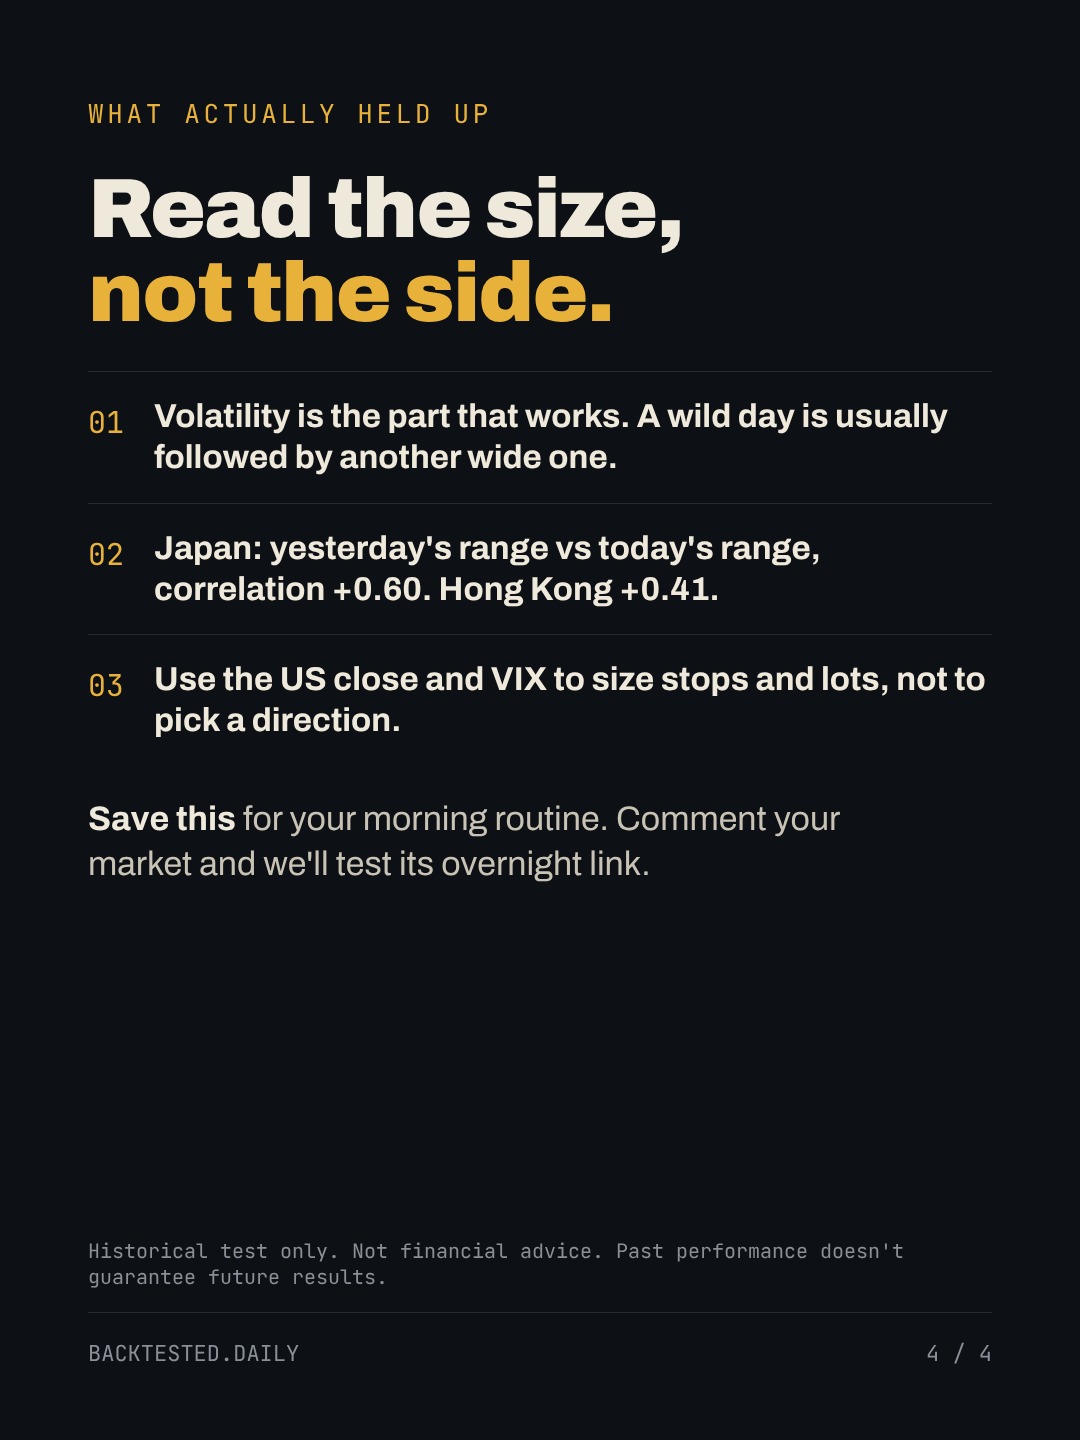 WHAT ACTUALLY HELD UP
Read the size,
not the side.
01 Volatility is the part that works. A wild day is usually
followed by another wide one.
02 Japan: yesterday's range vs today's range,
correlation +0.60. Hong Kong +0.41.
03 Use the US close and VIX to size stops and lots, not to
pick a direction.
Save this for your morning routine. Comment your
market and we'll test its overnight link.
Historical test only. Not financial advice. Past performance doesn't
guarantee future results.
BACKTESTED.DAILY 4 / 4